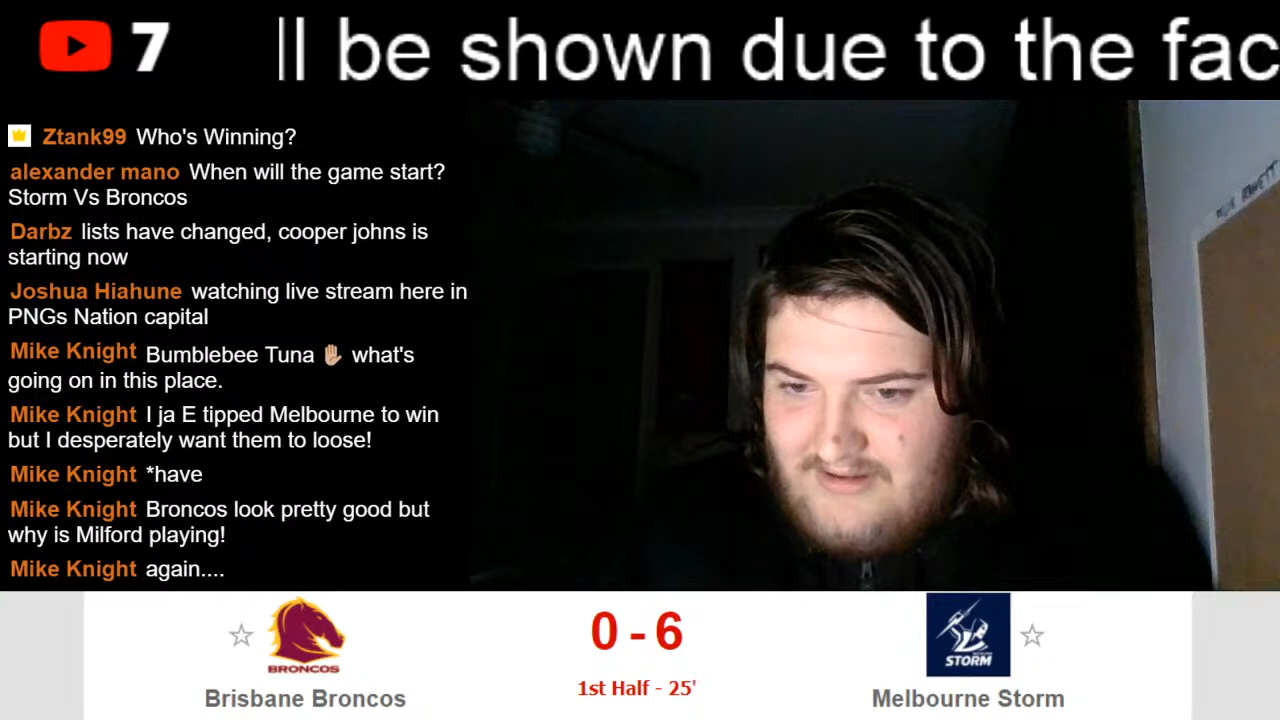 7
ll be shown due to the fac
Ztank99 Who's Winning?
alexander mano When will the game start?
Storm Vs Broncos
Darbz lists have changed, cooper johns is
starting now
Joshua Hiahune watching live stream here in
PNGs Nation capital
Mike Knight Bumblebee Tuna ✋🏼 what's
going on in this place.
Mike Knight I ja E tipped Melbourne to win
but I desperately want them to loose!
Mike Knight *have
Mike Knight Broncos look pretty good but
why is Milford playing!
Mike Knight again....
BRONCOS
0 - 6
STORM
1st Half - 25'
Brisbane Broncos
Melbourne Storm